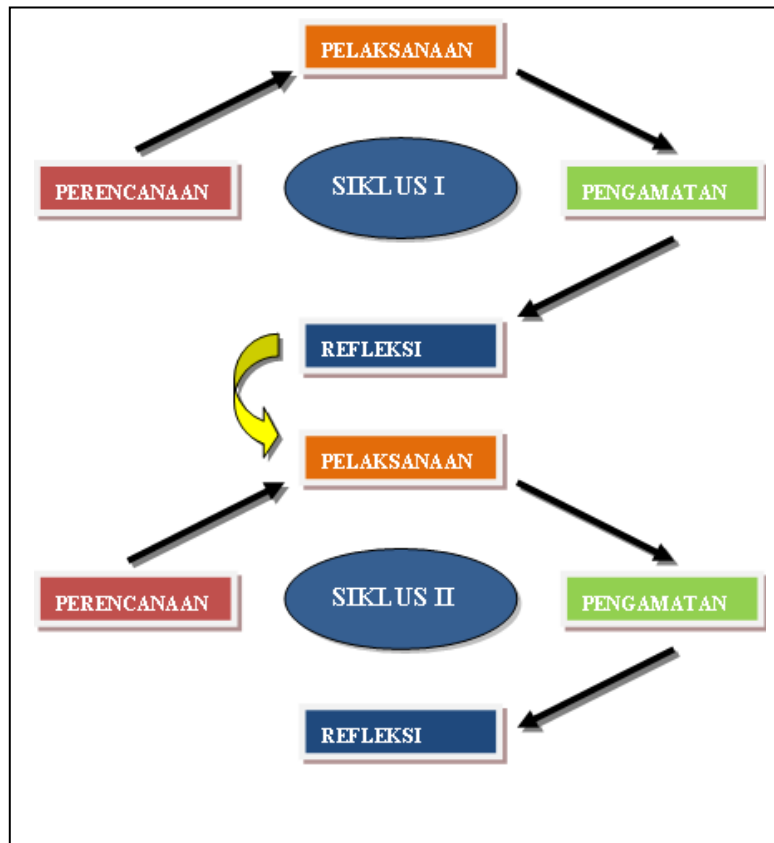 PELAKSANAAN
PERENCANAAN
SIKLUS I
PENGAMATAN
REFLEKSI
PELAKSANAAN
PERENCANAAN
SIKLUS II
PENGAMATAN
REFLEKSI